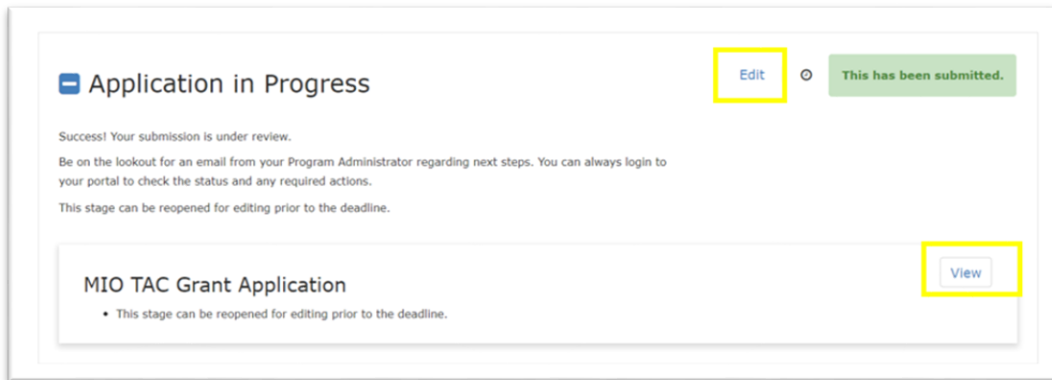 Application in Progress
Edit
This has been submitted.
Success! Your submission is under review.
Be on the lookout for an email from your Program Administrator regarding next steps. You can always login to
your portal to check the status and any required actions.
This stage can be reopened for editing prior to the deadline.
MIO TAC Grant Application
View
• This stage can be reopened for editing prior to the deadline.